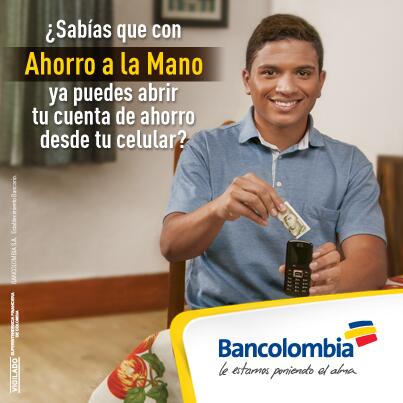 ¿Sabías que con
Ahorro a la Mano
ya puedes abrir
tu cuenta de ahorro
desde tu celular?
BANCOLOMBIA S.A. Establecimiento Bancario.
VIGILADO
SUPERINTENDENCIA FINANCIERA
DE COLOMBIA
Bancolombia
le estamos poniendo el alma